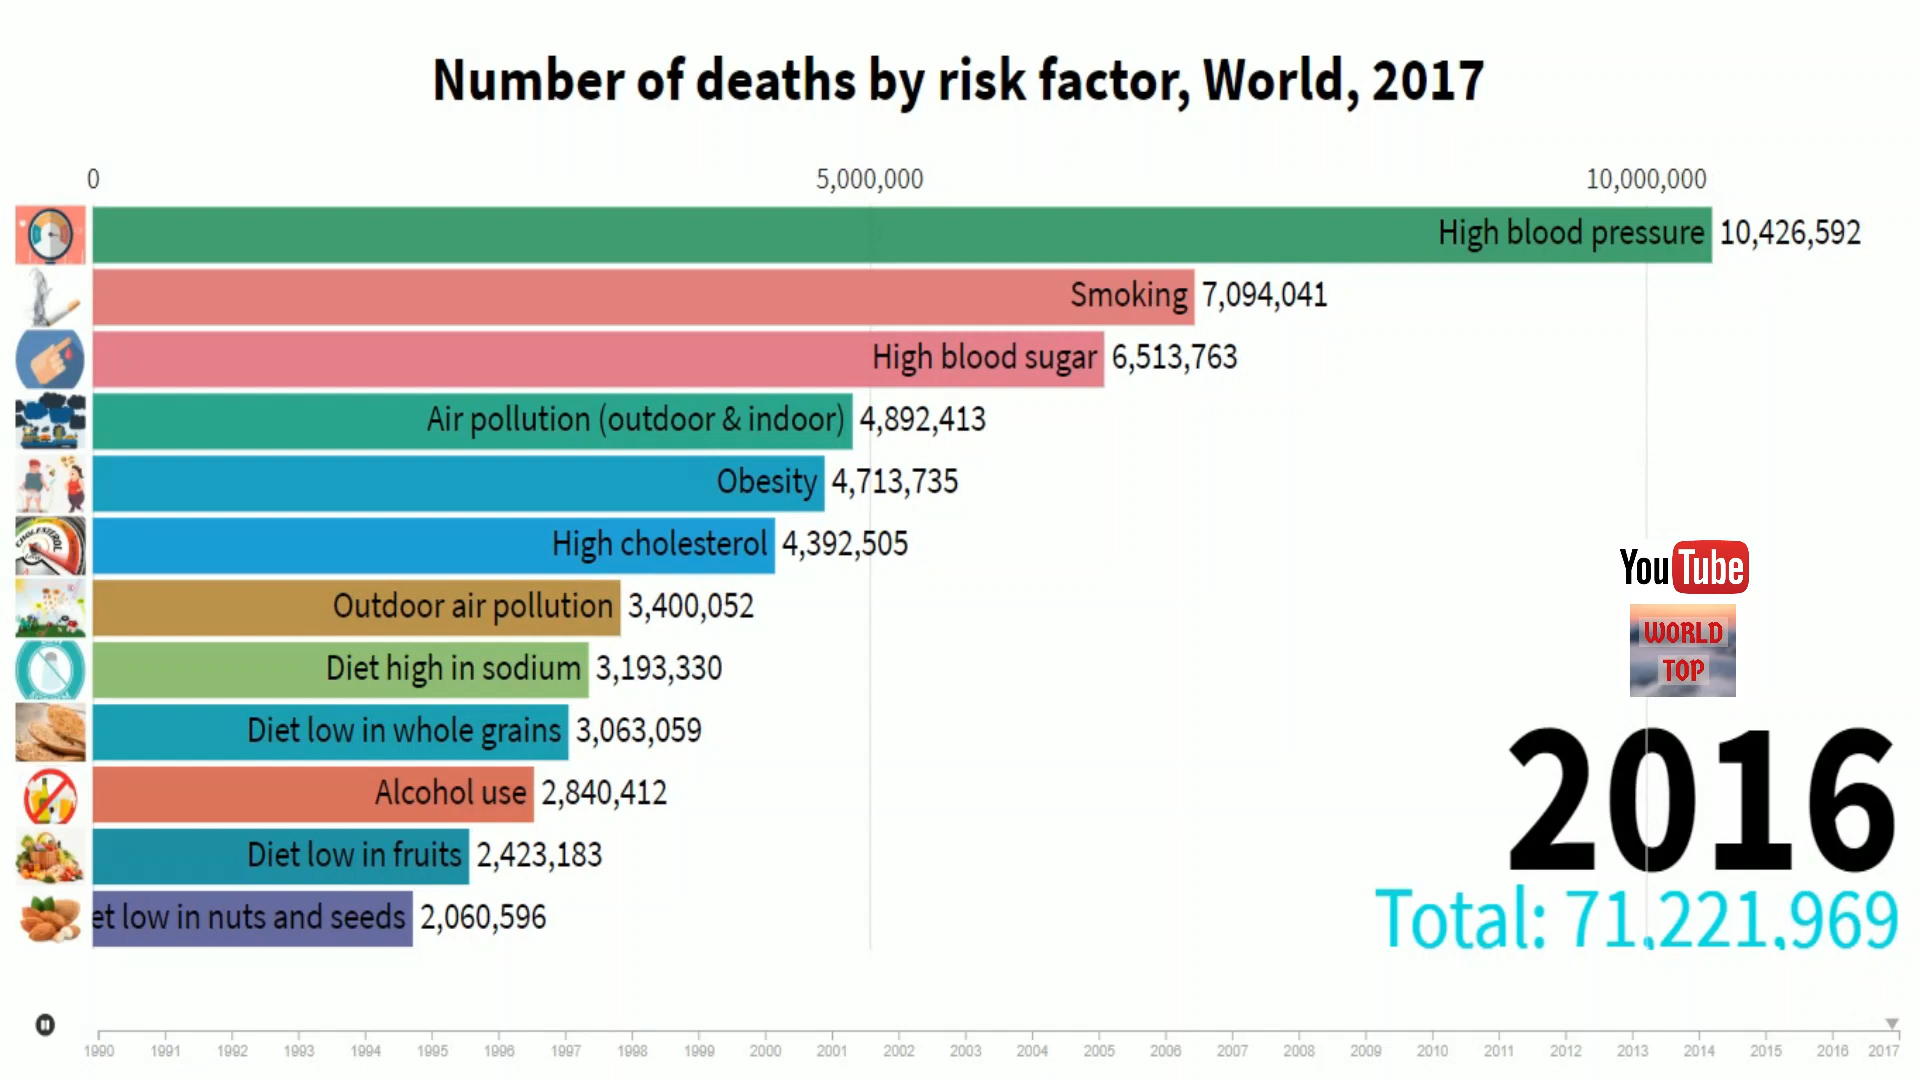 Number of deaths by risk factor, World, 2017
0 5,000,000 10,000,000
High blood pressure 10,426,592
Smoking 7,094,041
High blood sugar 6,513,763
Air pollution (outdoor & indoor) 4,892,413
Obesity 4,713,735
CHOLESTEROL
High cholesterol 4,392,505
Outdoor air pollution 3,400,052
Diet high in sodium 3,193,330
Diet low in whole grains 3,063,059
Alcohol use 2,840,412
Diet low in fruits 2,423,183
et low in nuts and seeds 2,060,596
YouTube
WORLD
TOP
2016
Total: 71,221,969
1990 1991 1992 1993 1994 1995 1996 1997 1998 1999 2000 2001 2002 2003 2004 2005 2006 2007 2008 2009 2010 2011 2012 2013 2014 2015 2016 2017